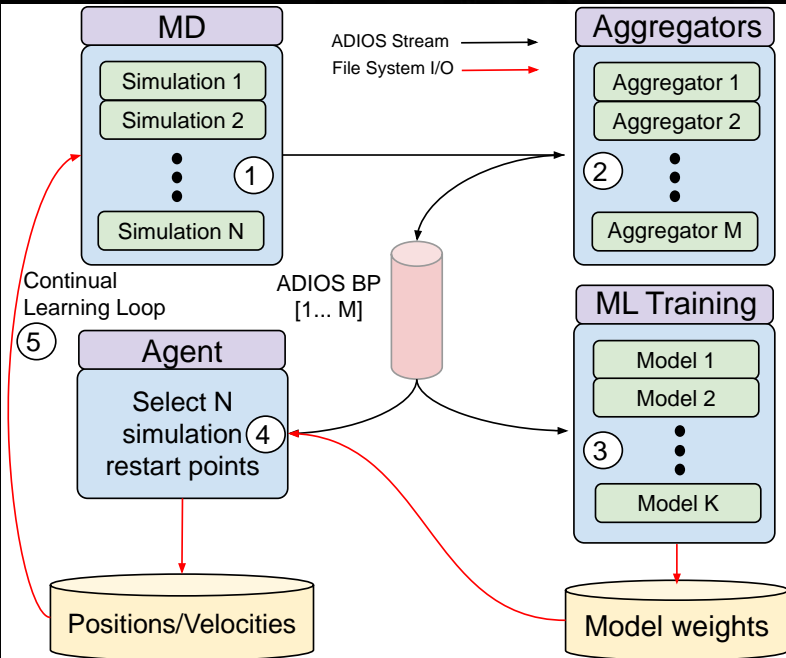 MD
Simulation 1
Simulation 2
1
Simulation N
ADIOS Stream
File System I/O
Aggregators
Aggregator 1
Aggregator 2
2
Aggregator M
ADIOS BP
[1... M]
Continual
Learning Loop
5
Agent
Select N
simulation
restart points
4
ML Training
Model 1
Model 2
3
Model K
Positions/Velocities
Model weights